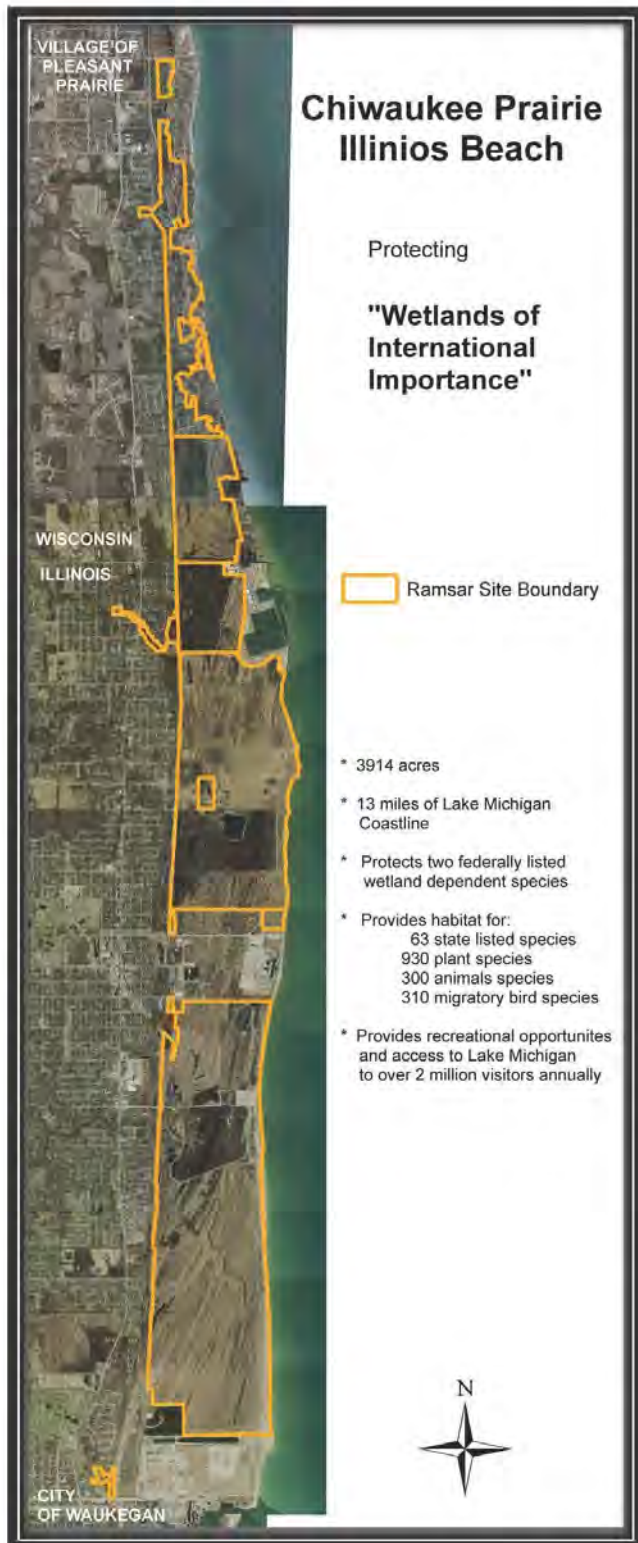 VILLAGE OF
PLEASANT
PRAIRIE
Chiwaukee Prairie
Illinios Beach
Protecting
"Wetlands of
International
Importance"
WISCONSIN
ILLINOIS
Ramsar Site Boundary
* 3914 acres
* 13 miles of Lake Michigan
Coastline
* Protects two federally listed
wetland dependent species
* Provides habitat for:
63 state listed species
930 plant species
300 animals species
310 migratory bird species
* Provides recreational opportunites
and access to Lake Michigan
to over 2 million visitors annually
N
CITY
OF WAUKEGAN